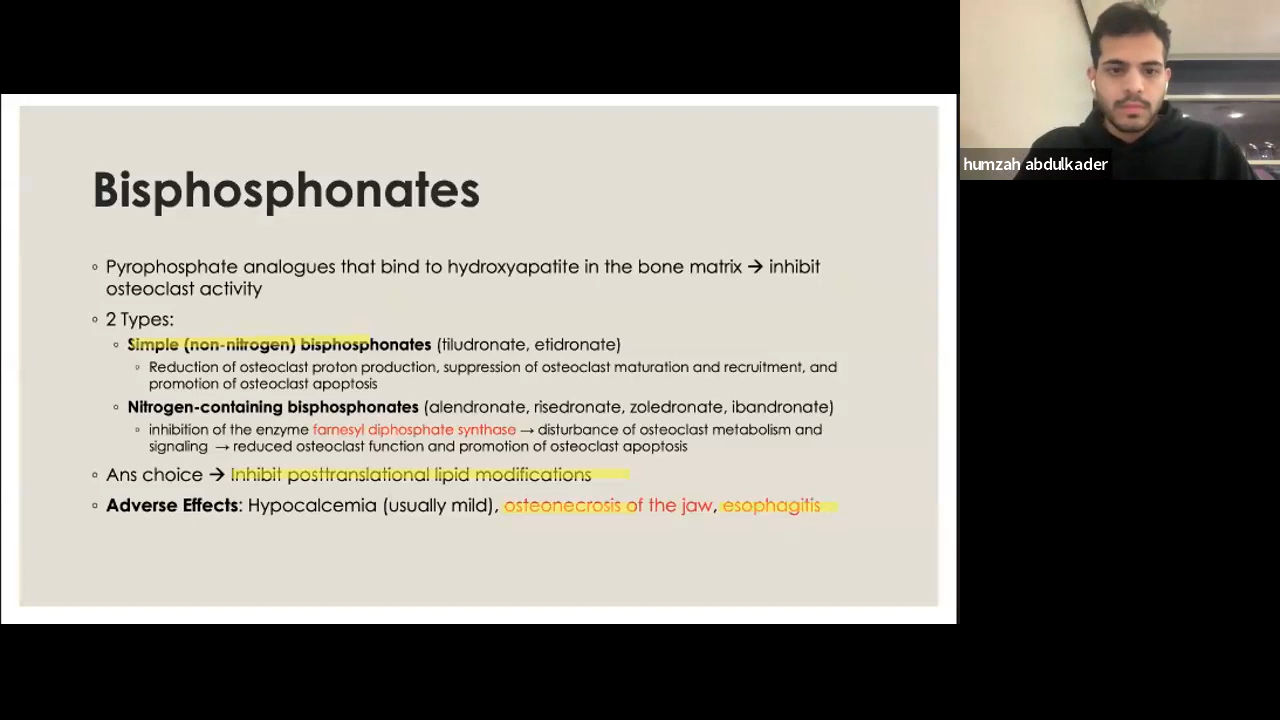 Bisphosphonates
◦ Pyrophosphate analogues that bind to hydroxyapatite in the bone matrix → inhibit
osteoclast activity
◦ 2 Types:
◦ Simple (non-nitrogen) bisphosphonates (tiludronate, etidronate)
◦ Reduction of osteoclast proton production, suppression of osteoclast maturation and recruitment, and
promotion of osteoclast apoptosis
◦ Nitrogen-containing bisphosphonates (alendronate, risedronate, zoledronate, ibandronate)
◦ inhibition of the enzyme farnesyl diphosphate synthase → disturbance of osteoclast metabolism and
signaling → reduced osteoclast function and promotion of osteoclast apoptosis
◦ Ans choice → Inhibit posttranslational lipid modifications
◦ Adverse Effects: Hypocalcemia (usually mild), osteonecrosis of the jaw, esophagitis
humzah abdulkader